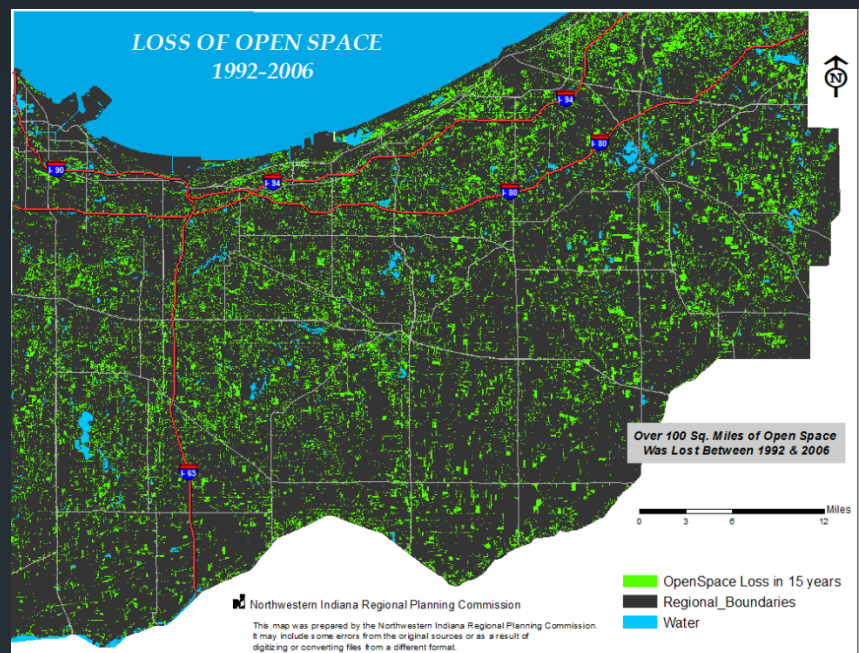 LOSS OF OPEN SPACE
1992-2006
N
I- 94
I- 80
I- 90
I- 94
I- 80
I- 65
Over 100 Sq. Miles of Open Space
Was Lost Between 1992 & 2006
Miles
0 3 6 12
OpenSpace Loss in 15 years
Regional_Boundaries
Water
Northwestern Indiana Regional Planning Commission
This map was prepared by the Northwestern Indiana Regional Planning Commission.
It may include some errors from the original sources or as a result of
digitizing or converting files from a different format.